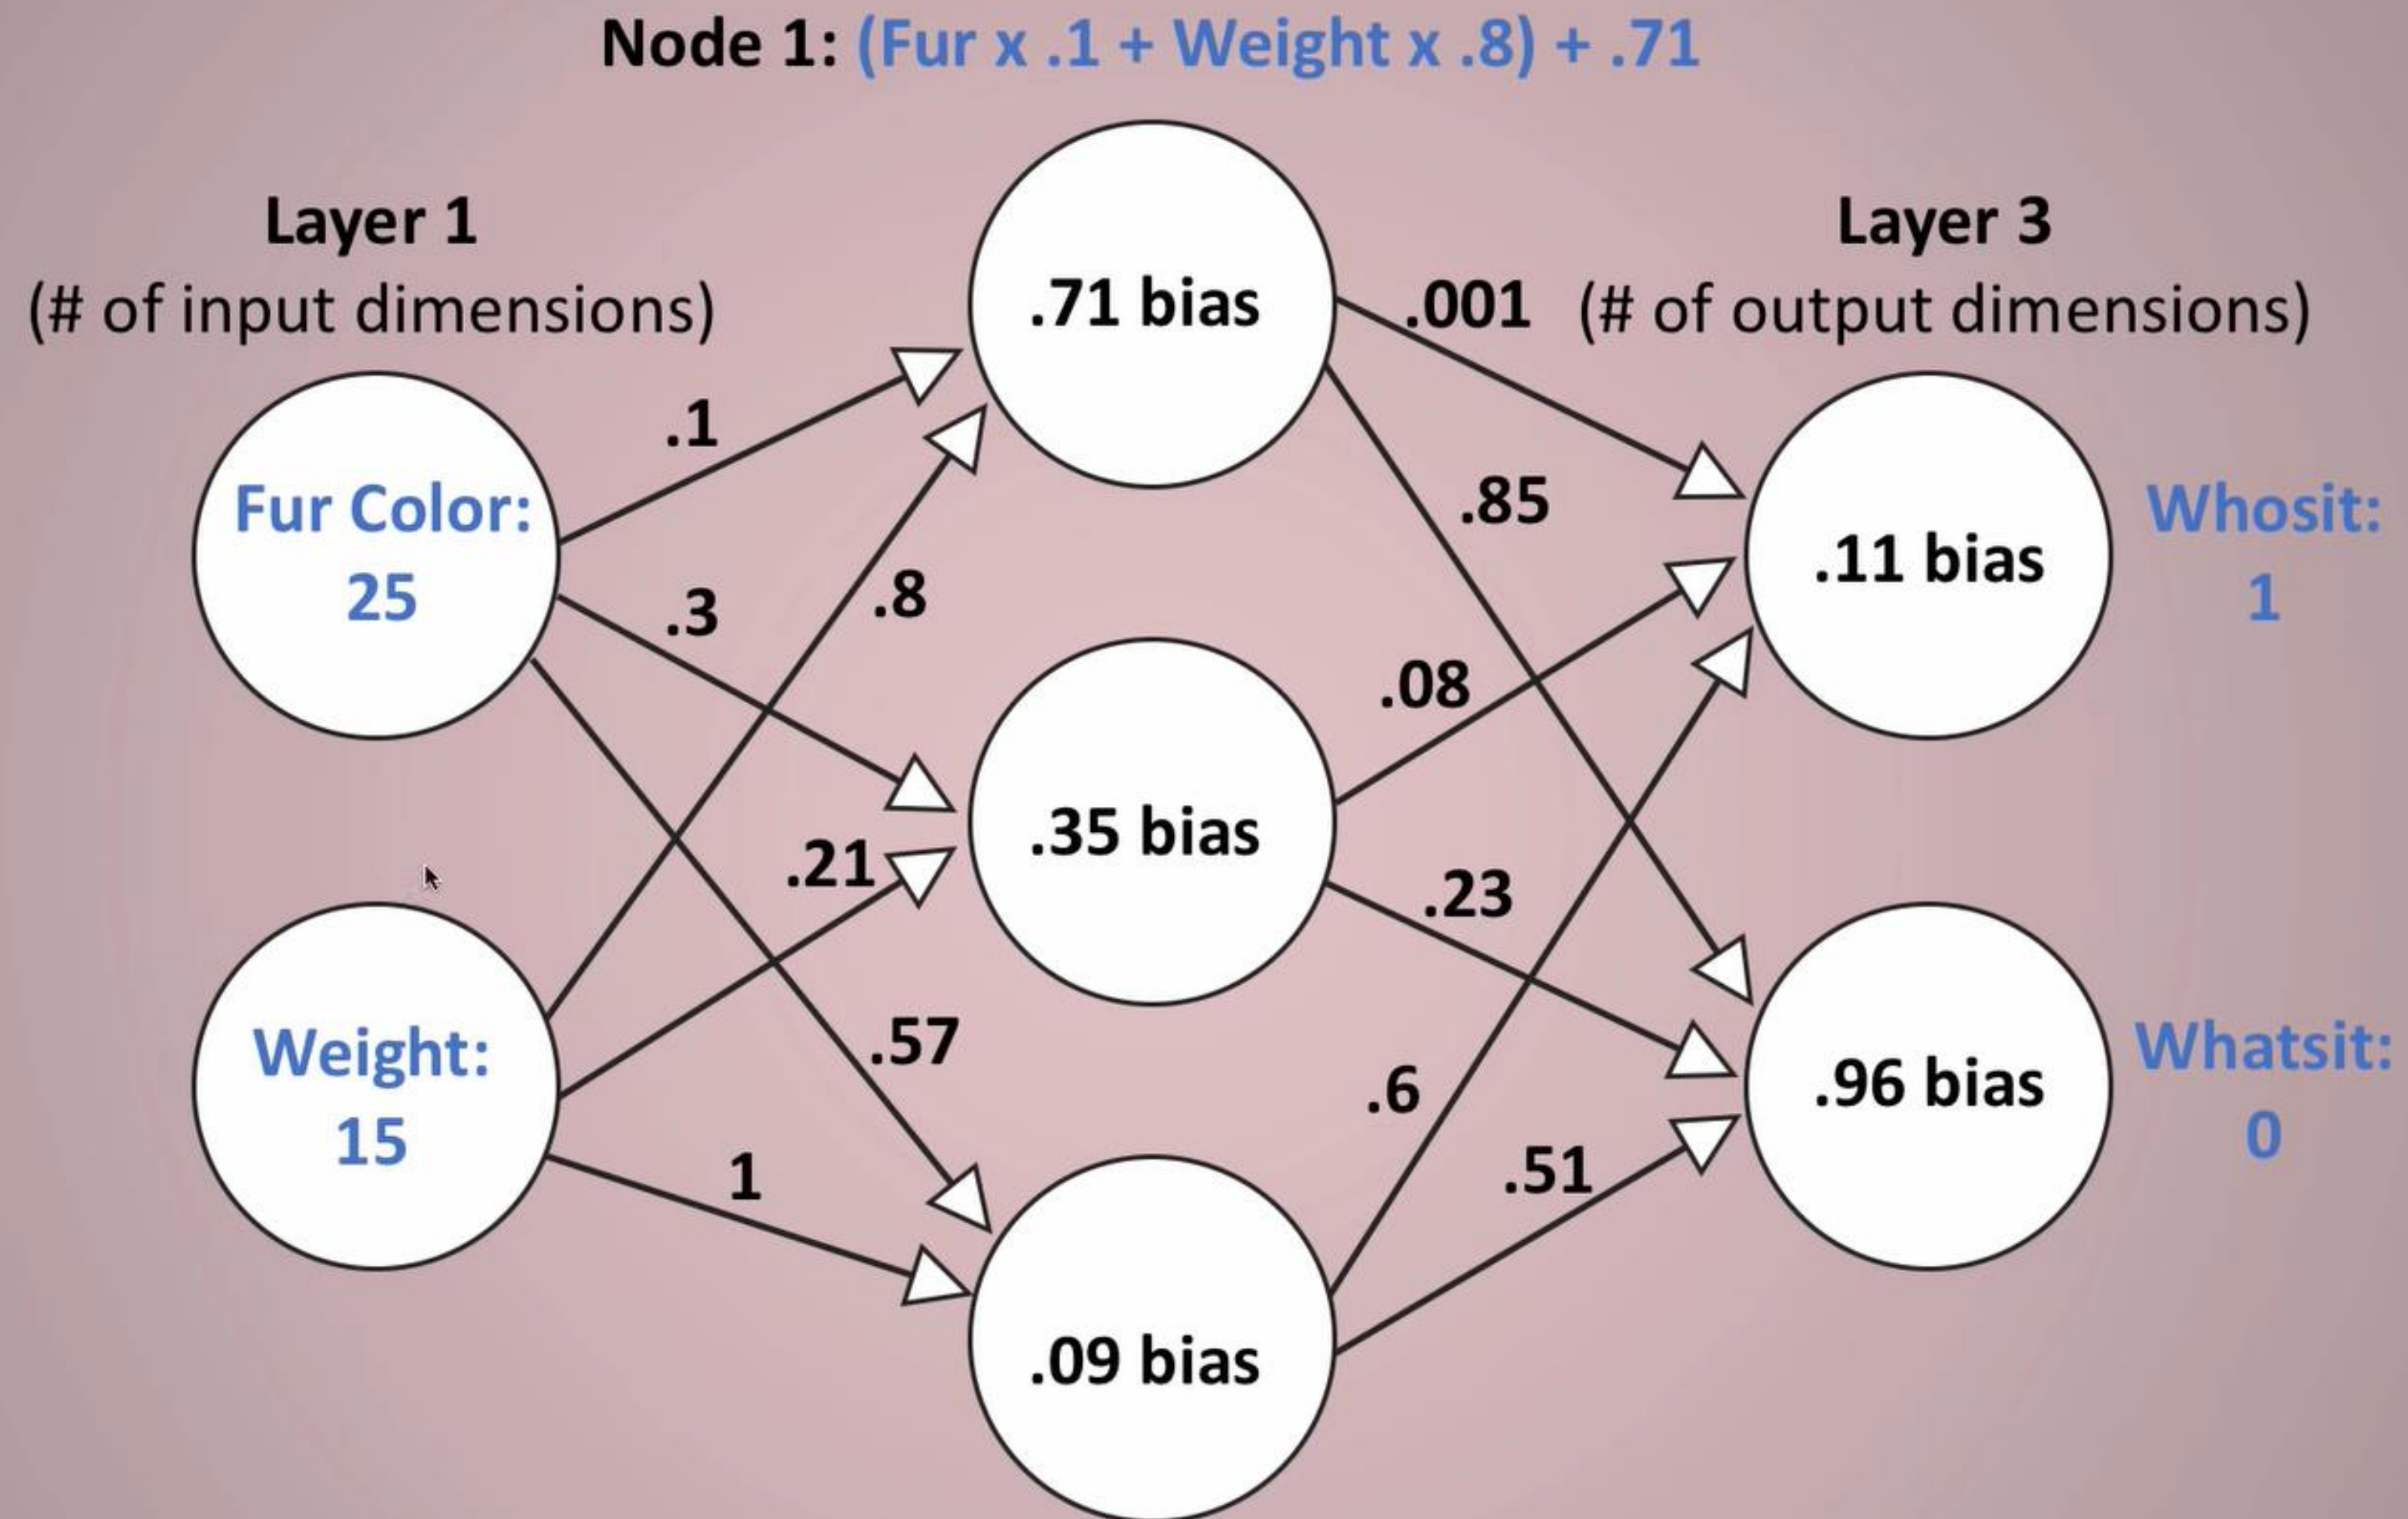 Node 1: (Fur x .1 + Weight x .8) + .71
Layer 1
(# of input dimensions)
Layer 3
(# of output dimensions)
Fur Color:
25
Weight:
15
.1
.3
.8
.21
.57
1
.71 bias
.35 bias
.09 bias
.001
.85
.08
.23
.6
.51
.11 bias
.96 bias
Whosit:
1
Whatsit:
0